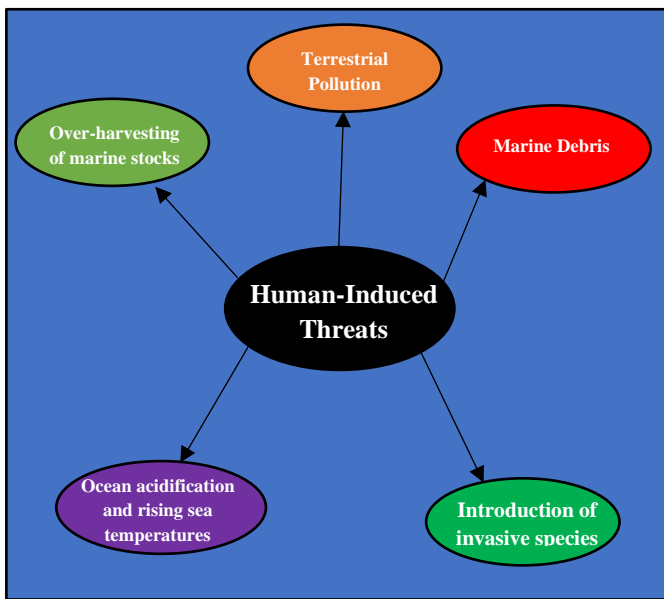 Terrestrial
Pollution
Over-harvesting
of marine stocks
Marine Debris
Human-Induced
Threats
Ocean acidification
and rising sea
temperatures
Introduction of
invasive species